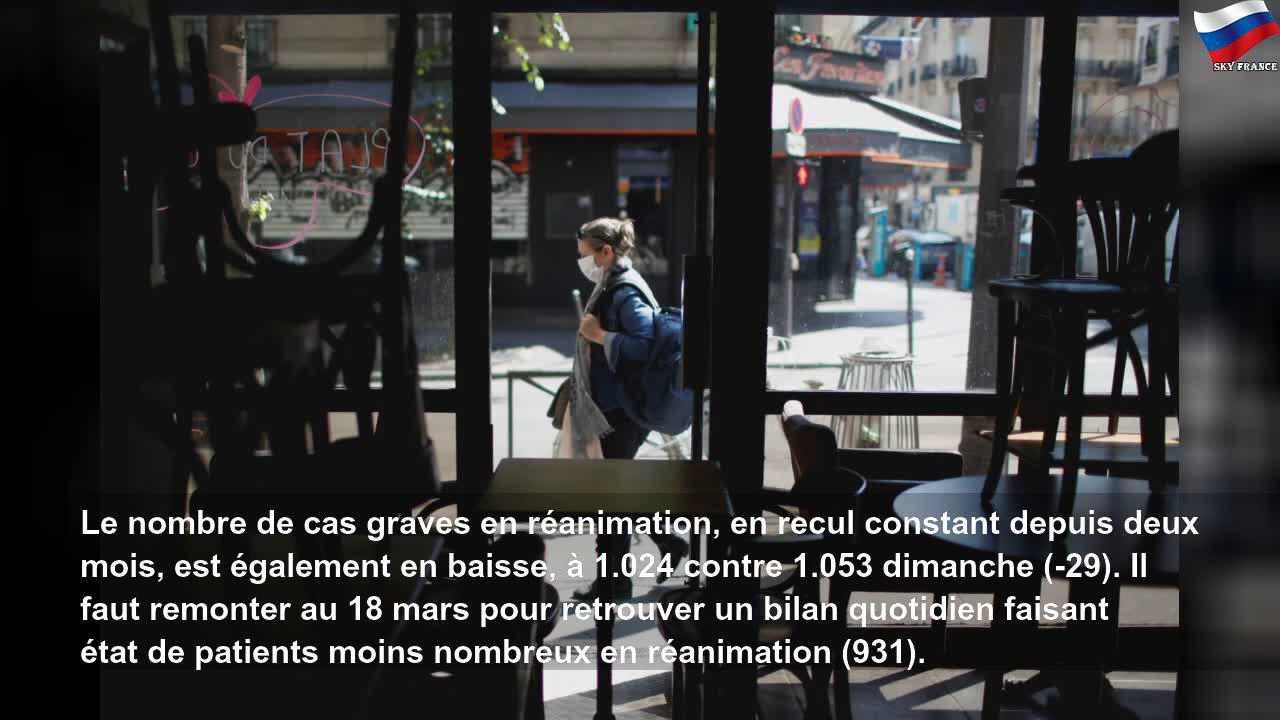 SKY FRANCE
PLAT DU
Le nombre de cas graves en réanimation, en recul constant depuis deux
mois, est également en baisse, à 1.024 contre 1.053 dimanche (-29). Il
faut remonter au 18 mars pour retrouver un bilan quotidien faisant
état de patients moins nombreux en réanimation (931).